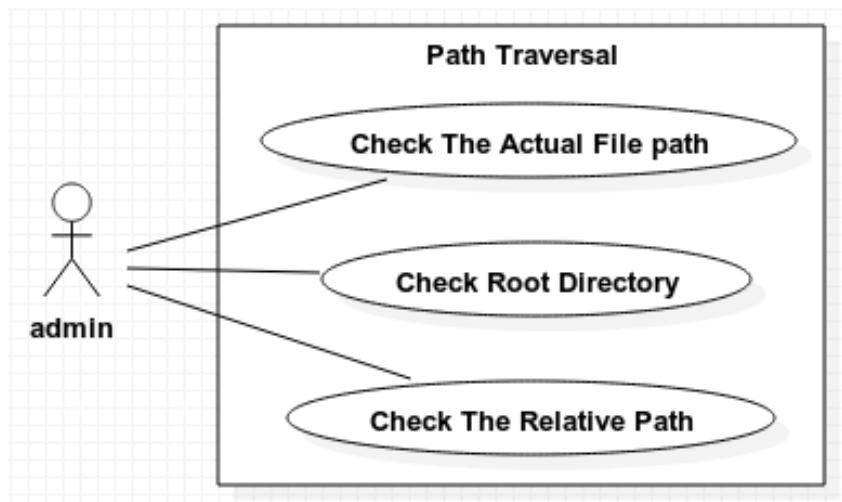 Path Traversal
Check The Actual File path
Check Root Directory
admin
Check The Relative Path